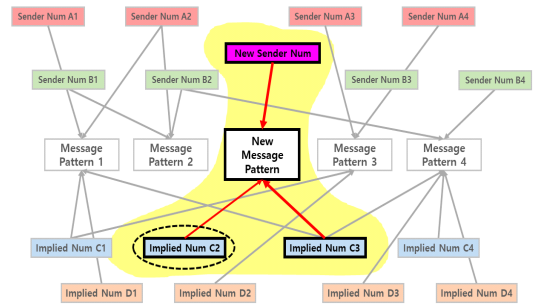 Sender Num A1
Sender Num A2
Sender Num A3
Sender Num A4
New Sender Num
Sender Num B1
Sender Num B2
Sender Num B3
Sender Num B4
Message
Pattern 1
Message
Pattern 2
New
Message
Pattern
Message
Pattern 3
Message
Pattern 4
Implied Num C1
Implied Num C2
Implied Num C3
Implied Num C4
Implied Num D1
Implied Num D2
Implied Num D3
Implied Num D4